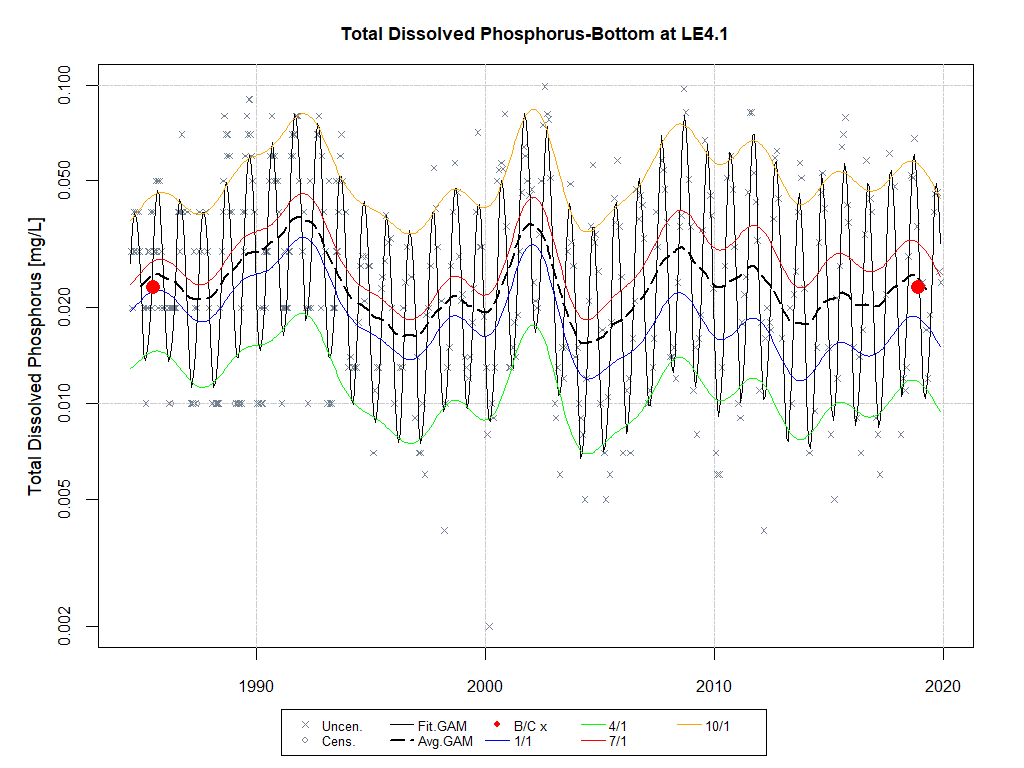 Total Dissolved Phosphorus-Bottom at LE4.1
Total Dissolved Phosphorus [mg/L]
0.100
0.050
0.020
0.010
0.005
0.002
1990 2000 2010 2020
Uncen. Fit.GAM B/C x 4/1 10/1
Cens. Avg.GAM 1/1 7/1